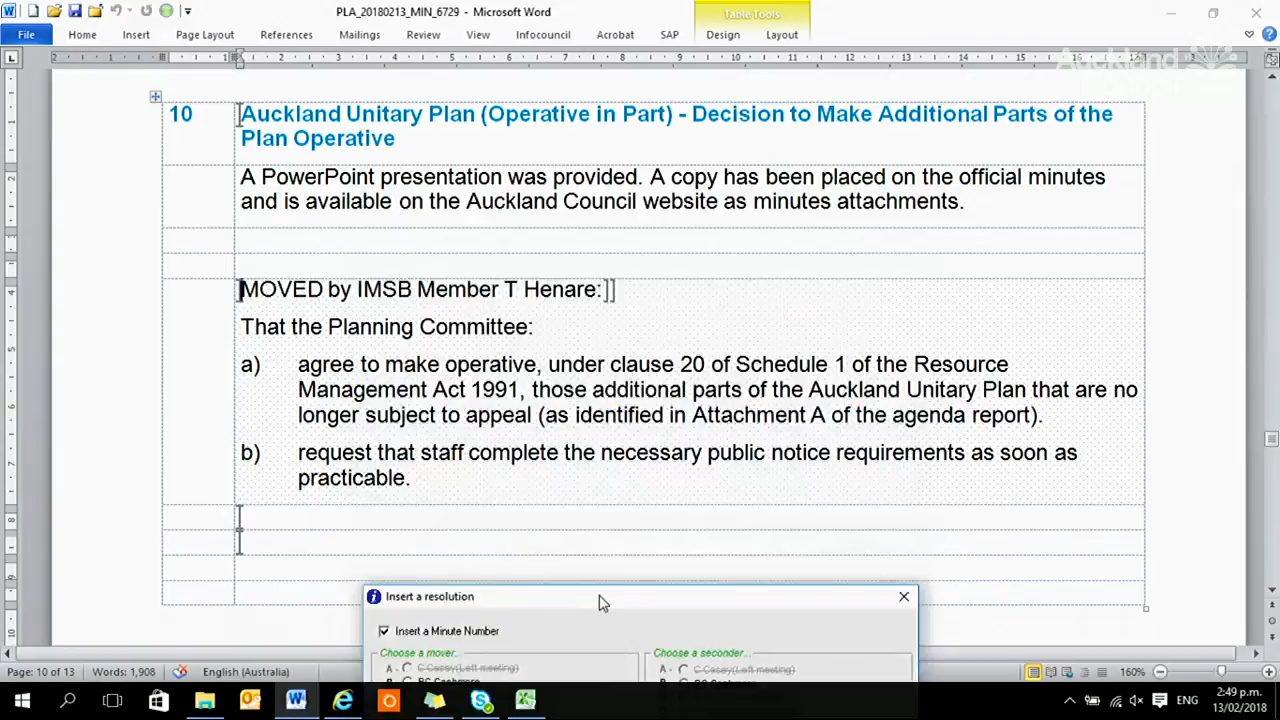 PLA_20180213_MIN_6729 - Microsoft Word
Table Tools
File Home Insert Page Layout References Mailings Review View Infocouncil Acrobat SAP Design Layout
Auckland
10 Auckland Unitary Plan (Operative in Part) - Decision to Make Additional Parts of the
Plan Operative
A PowerPoint presentation was provided. A copy has been placed on the official minutes
and is available on the Auckland Council website as minutes attachments.
MOVED by IMSB Member T Henare:]]
That the Planning Committee:
a) agree to make operative, under clause 20 of Schedule 1 of the Resource
Management Act 1991, those additional parts of the Auckland Unitary Plan that are no
longer subject to appeal (as identified in Attachment A of the agenda report).
b) request that staff complete the necessary public notice requirements as soon as
practicable.
Insert a resolution
Insert a Minute Number
Choose a mover... Choose a seconder...
A - C Casey(Left meeting) A - C Casey(Left meeting)
Page: 10 of 13 Words: 1,908 English (Australia) 160%
ENG 2:49 p.m.
13/02/2018